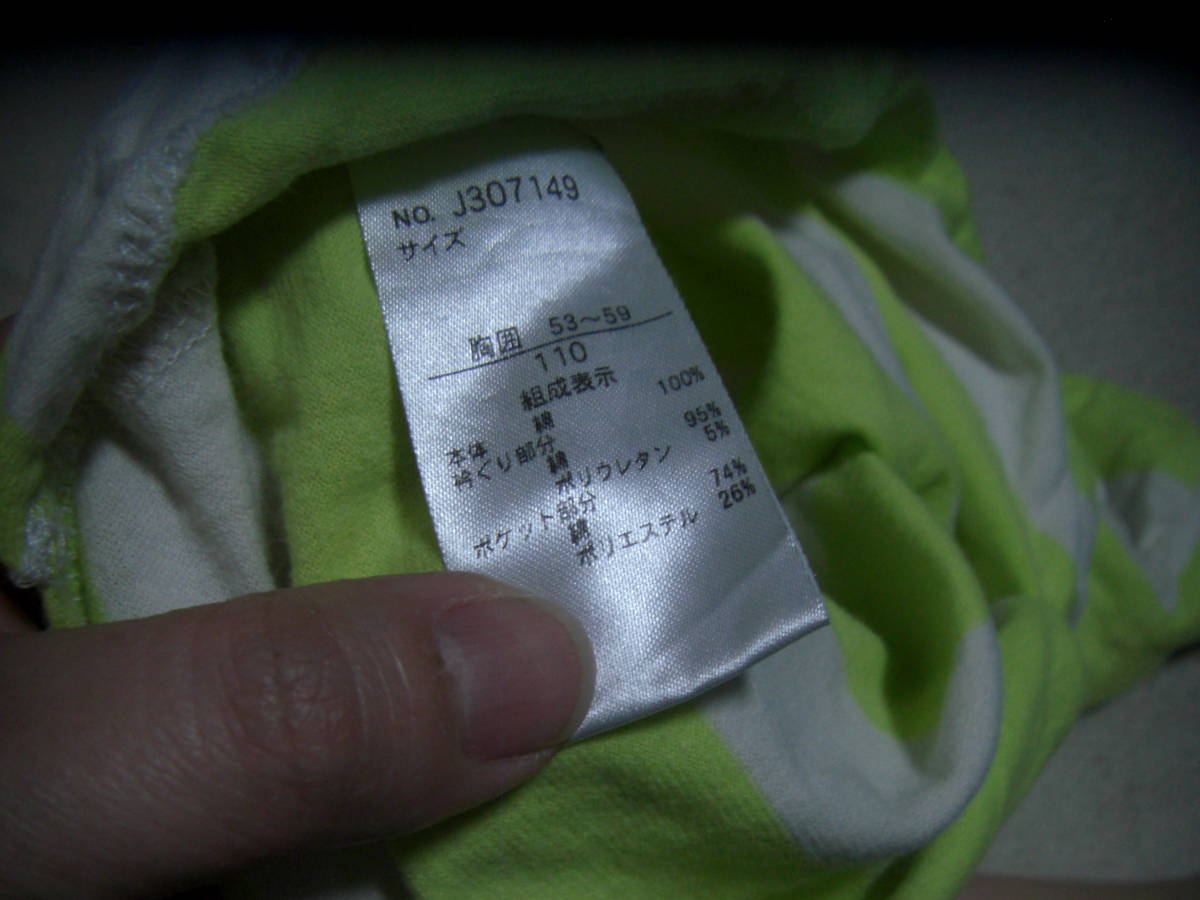 NO. J307149
サイズ
胸囲 53～59
110
組成表示
本体 綿 100%
衿ぐり部分 綿 95%
ポリウレタン 5%
ポケット部分 綿 74%
ポリエステル 26%